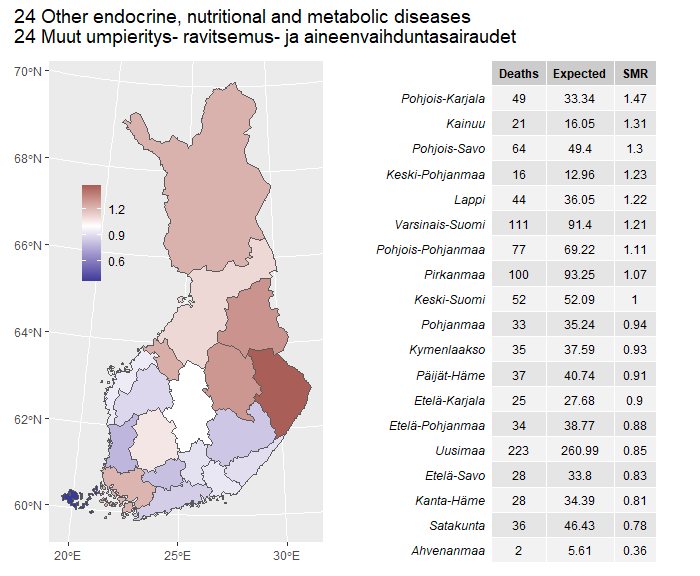 24 Other endocrine, nutritional and metabolic diseases
24 Muut umpieritys- ravitsemus- ja aineenvaihduntasairaudet
70°N
68°N
66°N
64°N
62°N
60°N
20°E 25°E 30°E
1.2
0.9
0.6
Deaths Expected SMR
Pohjois-Karjala 49 33.34 1.47
Kainuu 21 16.05 1.31
Pohjois-Savo 64 49.4 1.3
Keski-Pohjanmaa 16 12.96 1.23
Lappi 44 36.05 1.22
Varsinais-Suomi 111 91.4 1.21
Pohjois-Pohjanmaa 77 69.22 1.11
Pirkanmaa 100 93.25 1.07
Keski-Suomi 52 52.09 1
Pohjanmaa 33 35.24 0.94
Kymenlaakso 35 37.59 0.93
Päijät-Häme 37 40.74 0.91
Etelä-Karjala 25 27.68 0.9
Etelä-Pohjanmaa 34 38.77 0.88
Uusimaa 223 260.99 0.85
Etelä-Savo 28 33.8 0.83
Kanta-Häme 28 34.39 0.81
Satakunta 36 46.43 0.78
Ahvenanmaa 2 5.61 0.36